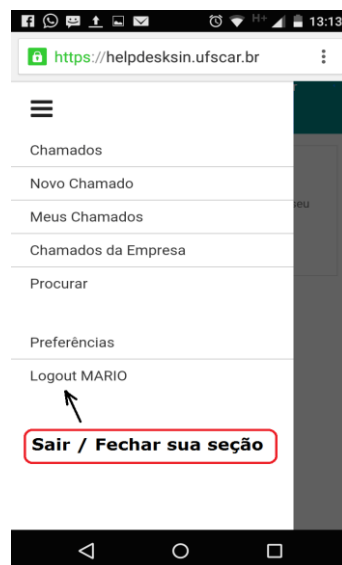 H+ 13:13
https://helpdesksin.ufscar.br
Chamados
Novo Chamado
seu
Meus Chamados
Chamados da Empresa
Procurar
Preferências
Logout MARIO
Sair / Fechar sua seção